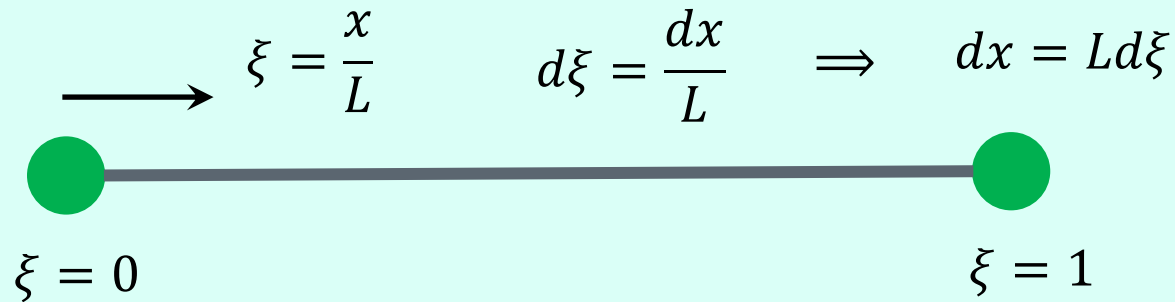 ξ = x/L    dξ = dx/L    ⟹    dx = Ldξ
ξ = 0    ξ = 1